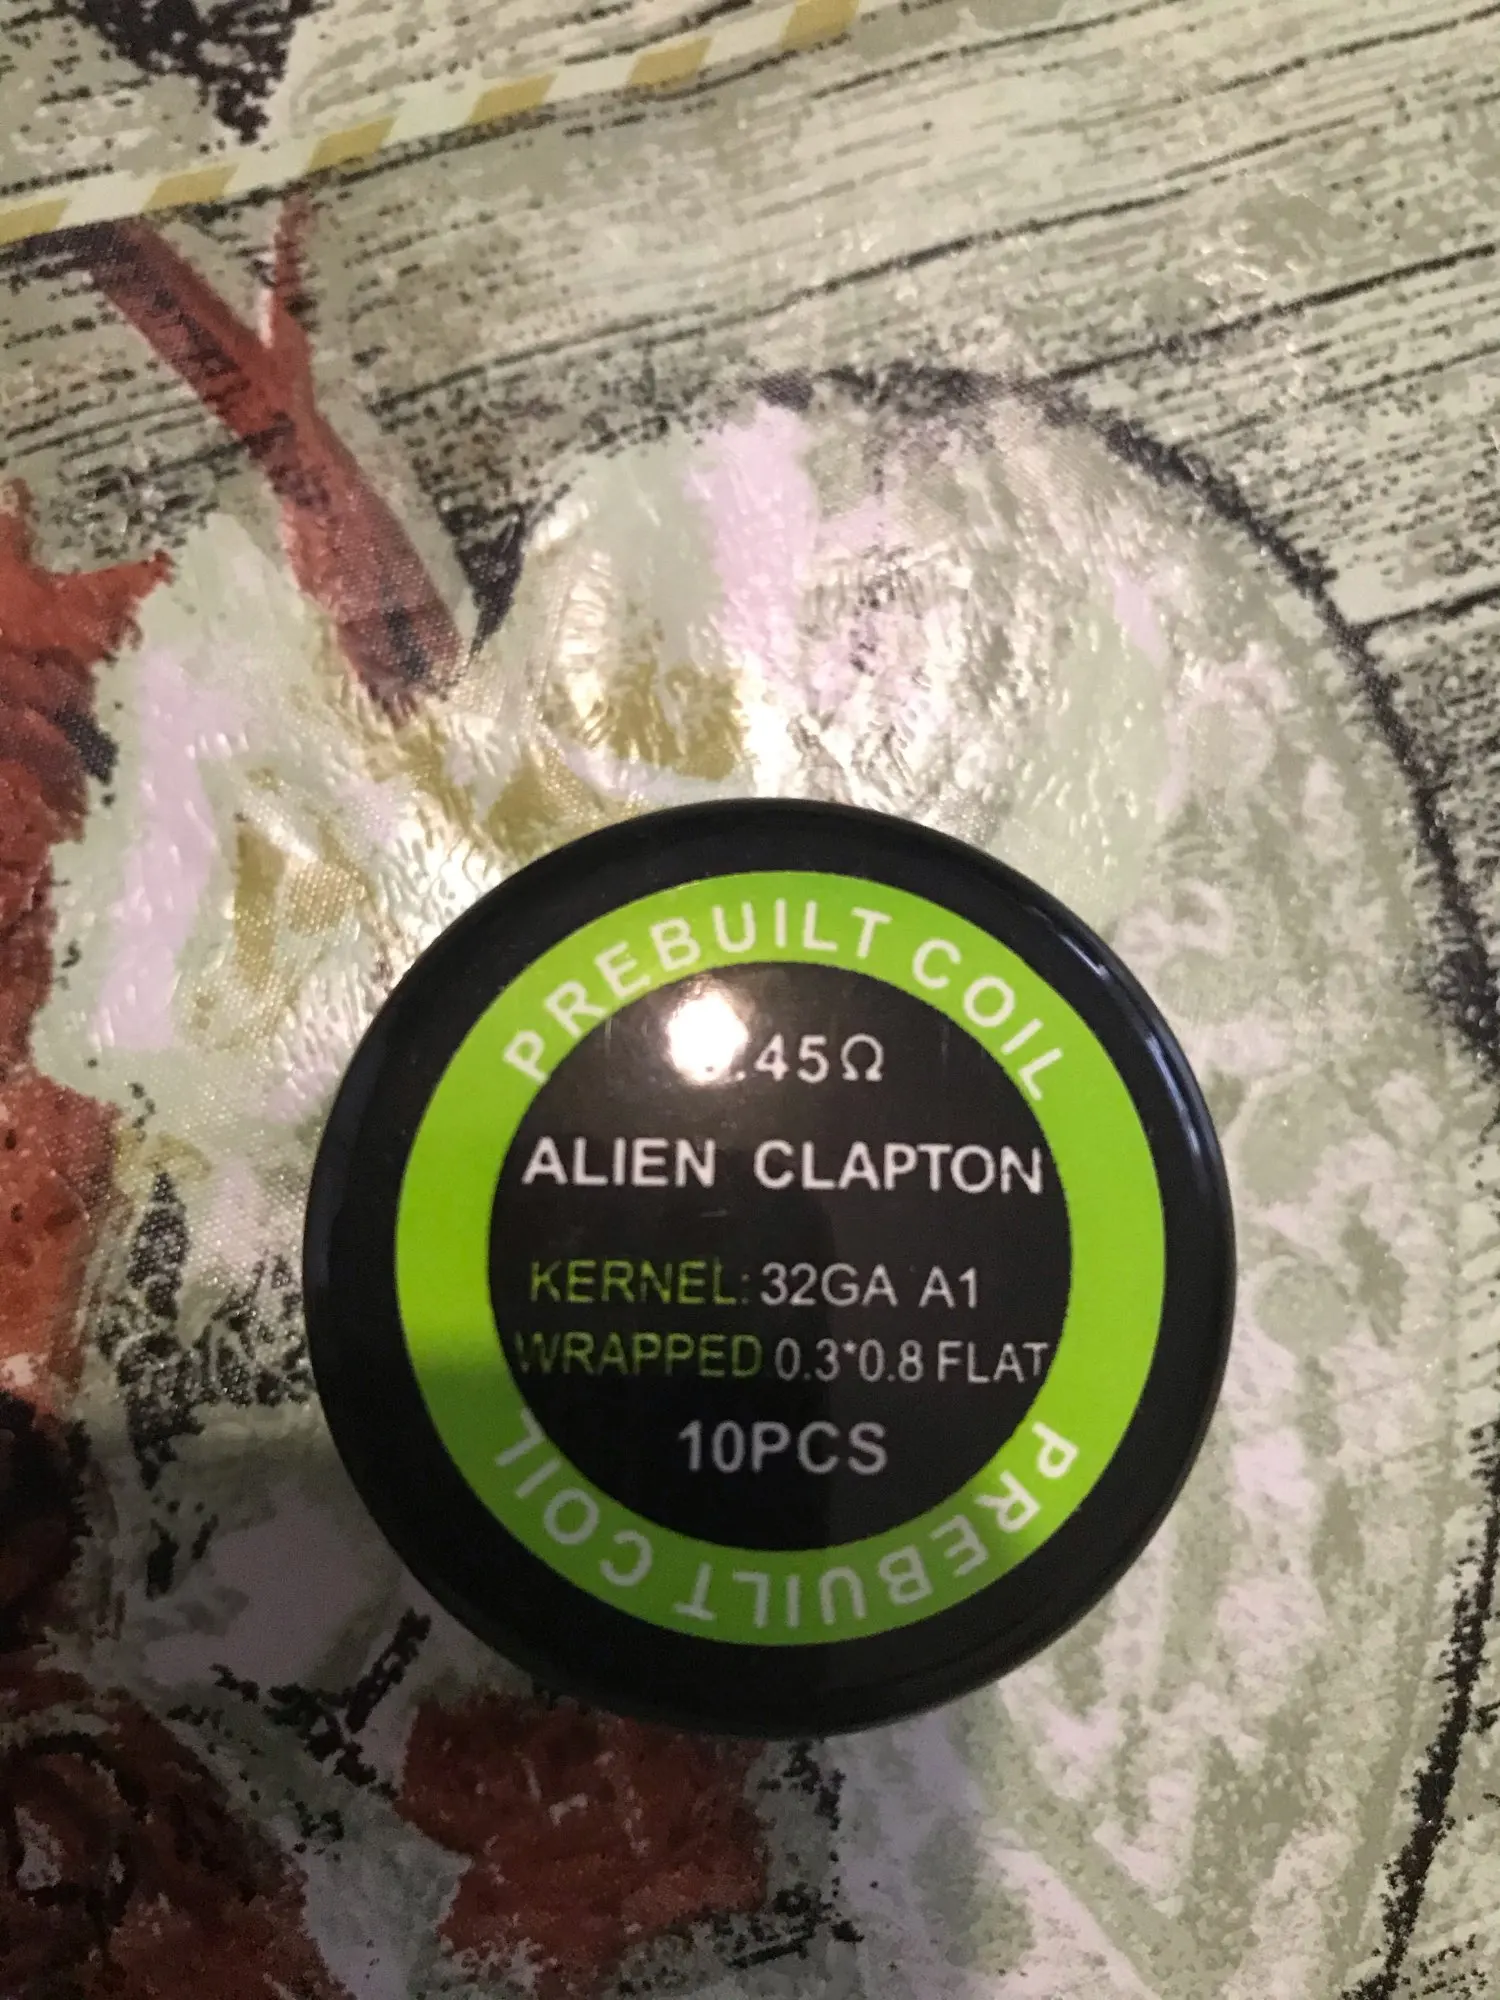 PREBUILT COIL
.45Ω
ALIEN CLAPTON
KERNEL: 32GA A1
WRAPPED 0.3*0.8 FLAT
10PCS
PREBUILT COIL